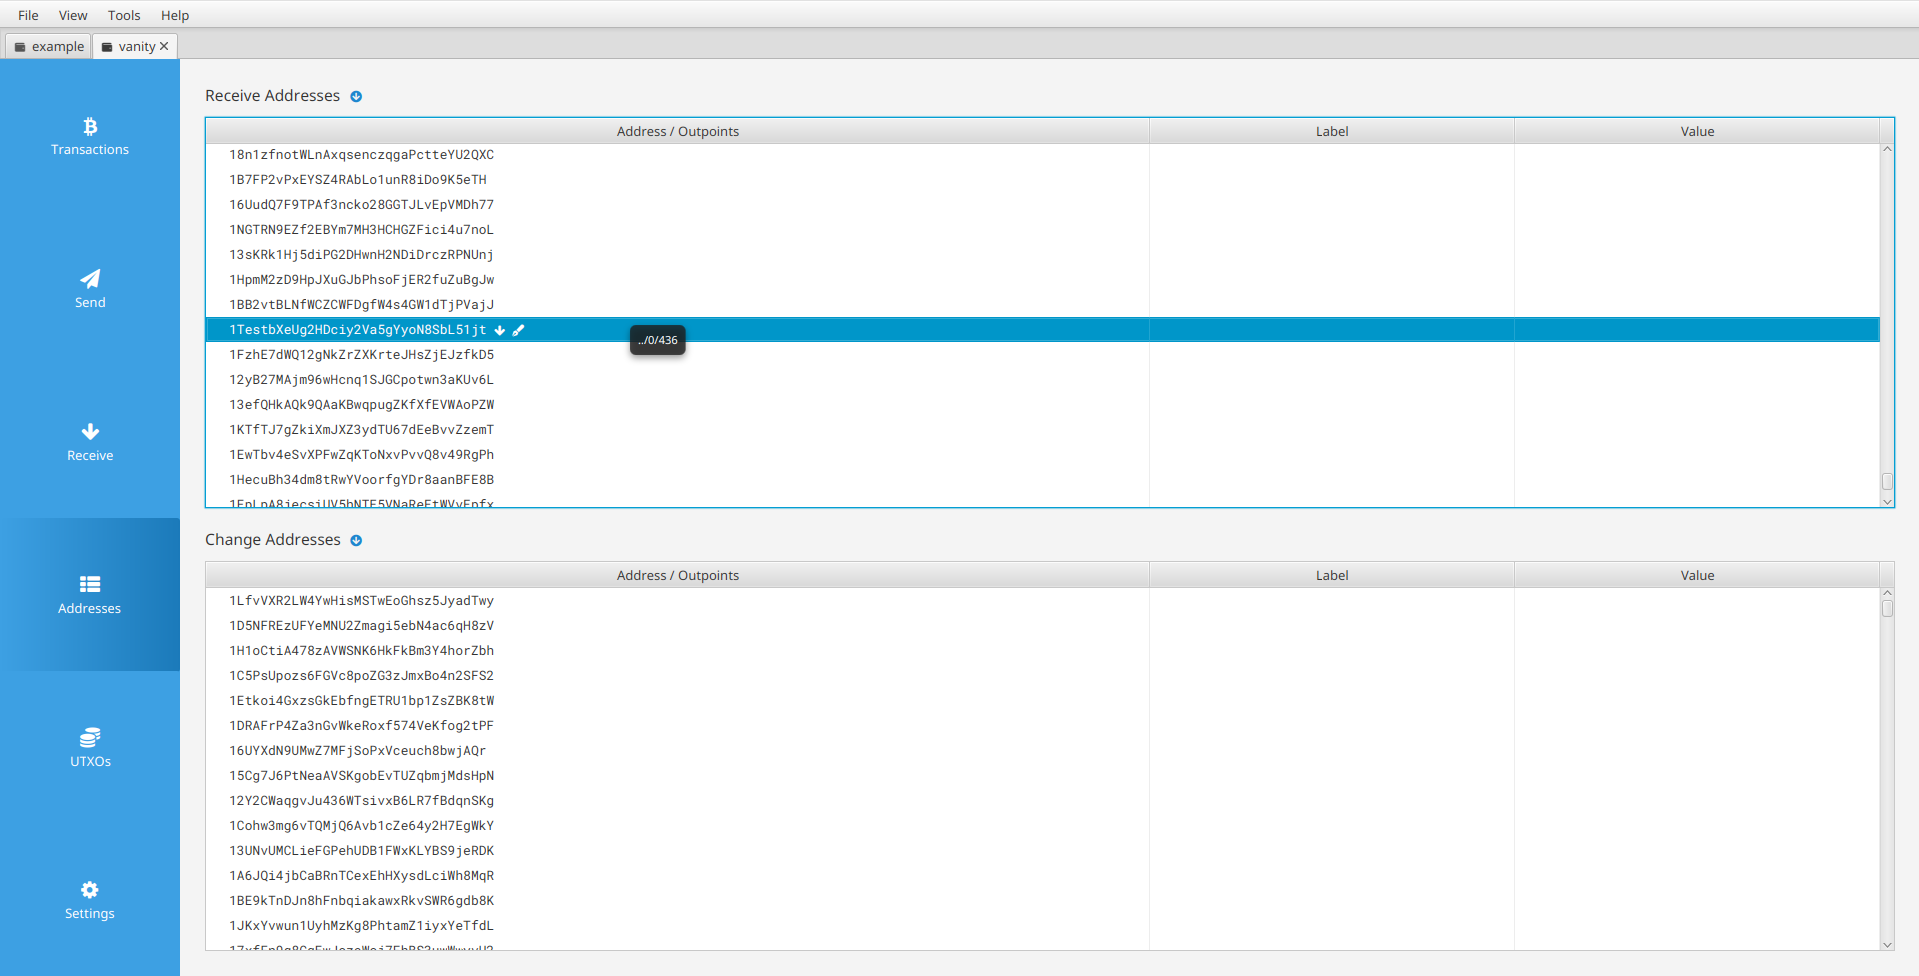 File View Tools Help
example vanity
Transactions
Send
Receive
Addresses
UTXOs
Settings
Receive Addresses
Address / Outpoints Label Value
18n1zfnotWLnAxqsenczqgaPctteYU2QXC
1B7FP2vPxEYSZ4RAbLo1unR8iDo9K5eTH
16UudQ7F9TPAf3ncko28GGTJLvEpVMDh77
1NGTRN9EZf2EBYm7MH3HCHGZFici4u7noL
13sKRk1Hj5diPG2DHwnH2NDiDrczRPNUnj
1HpmM2zD9HpJXuGJbPhsoFjER2fuZuBgJw
1BB2vtBLNfWCZCWFDgfW4s4GW1dTjPVajJ
1TestbXeUg2HDciy2Va5gYyoN8SbL51jt
../0/436
1FzhE7dWQ12gNkZrZXKrteJHsZjEJzfkD5
12yB27MAjm96wHcnq1SJGCpotwn3aKUv6L
13efQHkAQk9QAaKBwqpugZKfXfEVWAoPZW
1KTfTJ7gZkiXmJXZ3ydTU67dEeBvvZzemT
1EwTbv4eSvXPFwZqKToNxvPvvQ8v49RgPh
1HecuBh34dm8tRwYVoorfgYDr8aanBFE8B
Change Addresses
Address / Outpoints Label Value
1LfvVXR2LW4YwHisMSTwEoGhsz5JyadTwy
1D5NFREzUFYeMNU2Zmagi5ebN4ac6qH8zV
1H1oCtiA478zAVWSNK6HkFkBm3Y4horZbh
1C5PsUpozs6FGVc8poZG3zJmxBo4n2SFS2
1Etkoi4GxzsGkEbfngETRU1bp1ZsZBK8tW
1DRAFrP4Za3nGvWkeRoxf574VeKfog2tPF
16UYXdN9UMwZ7MFjSoPxVceuch8bwjAQr
15Cg7J6PtNeaAVSKgobEvTUZqbmjMdsHpN
12Y2CWaqgvJu436WTsivxB6LR7fBdqnSKg
1Cohw3mg6vTQMjQ6Avb1cZe64y2H7EgWkY
13UNvUMCLieFGPehUDB1FWxKLYBS9jeRDK
1A6JQi4jbCaBRnTCexEhHXysdLciWh8MqR
1BE9kTnDJn8hFnbqiakawxRkvSWR6gdb8K
1JKxYvwun1UyhMzKg8PhtamZ1iyxYeTfdL